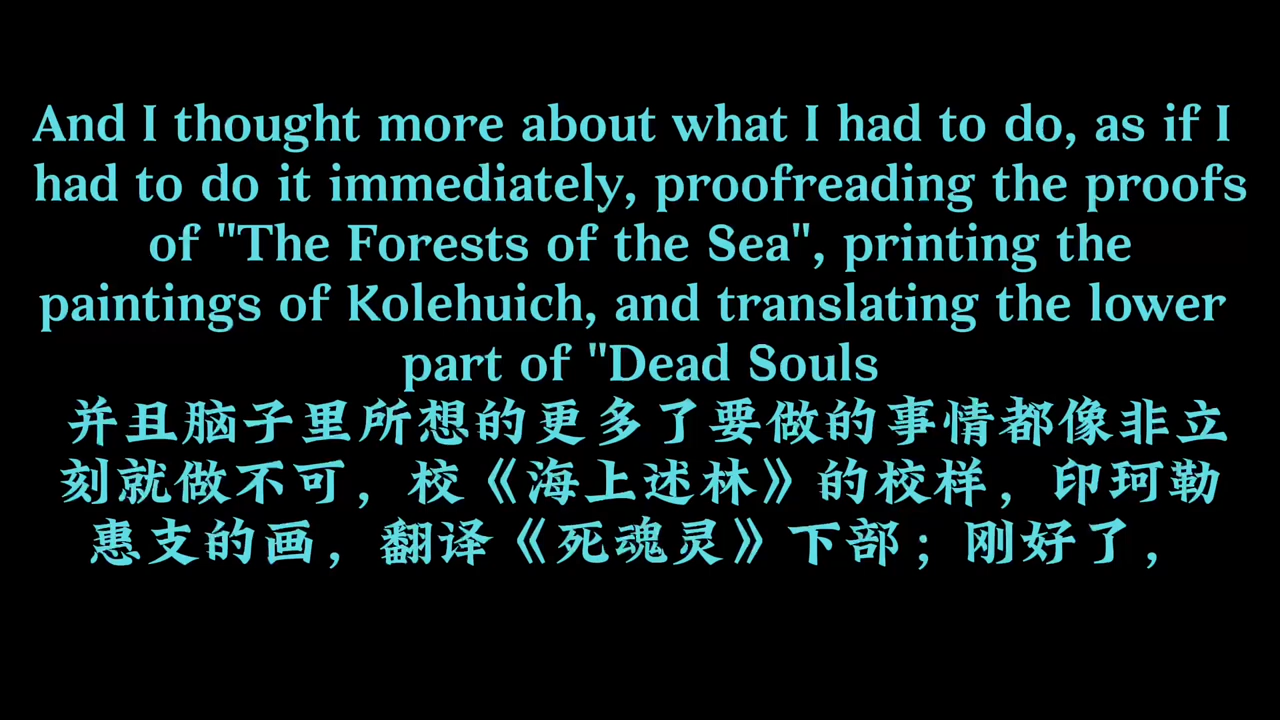 And I thought more about what I had to do, as if I
had to do it immediately, proofreading the proofs
of "The Forests of the Sea", printing the
paintings of Kolehuich, and translating the lower
part of "Dead Souls
并且脑子里所想的更多了要做的事情都像非立
刻就做不可，校《海上述林》的校样，印珂勒
惠支的画，翻译《死魂灵》下部；刚好了，